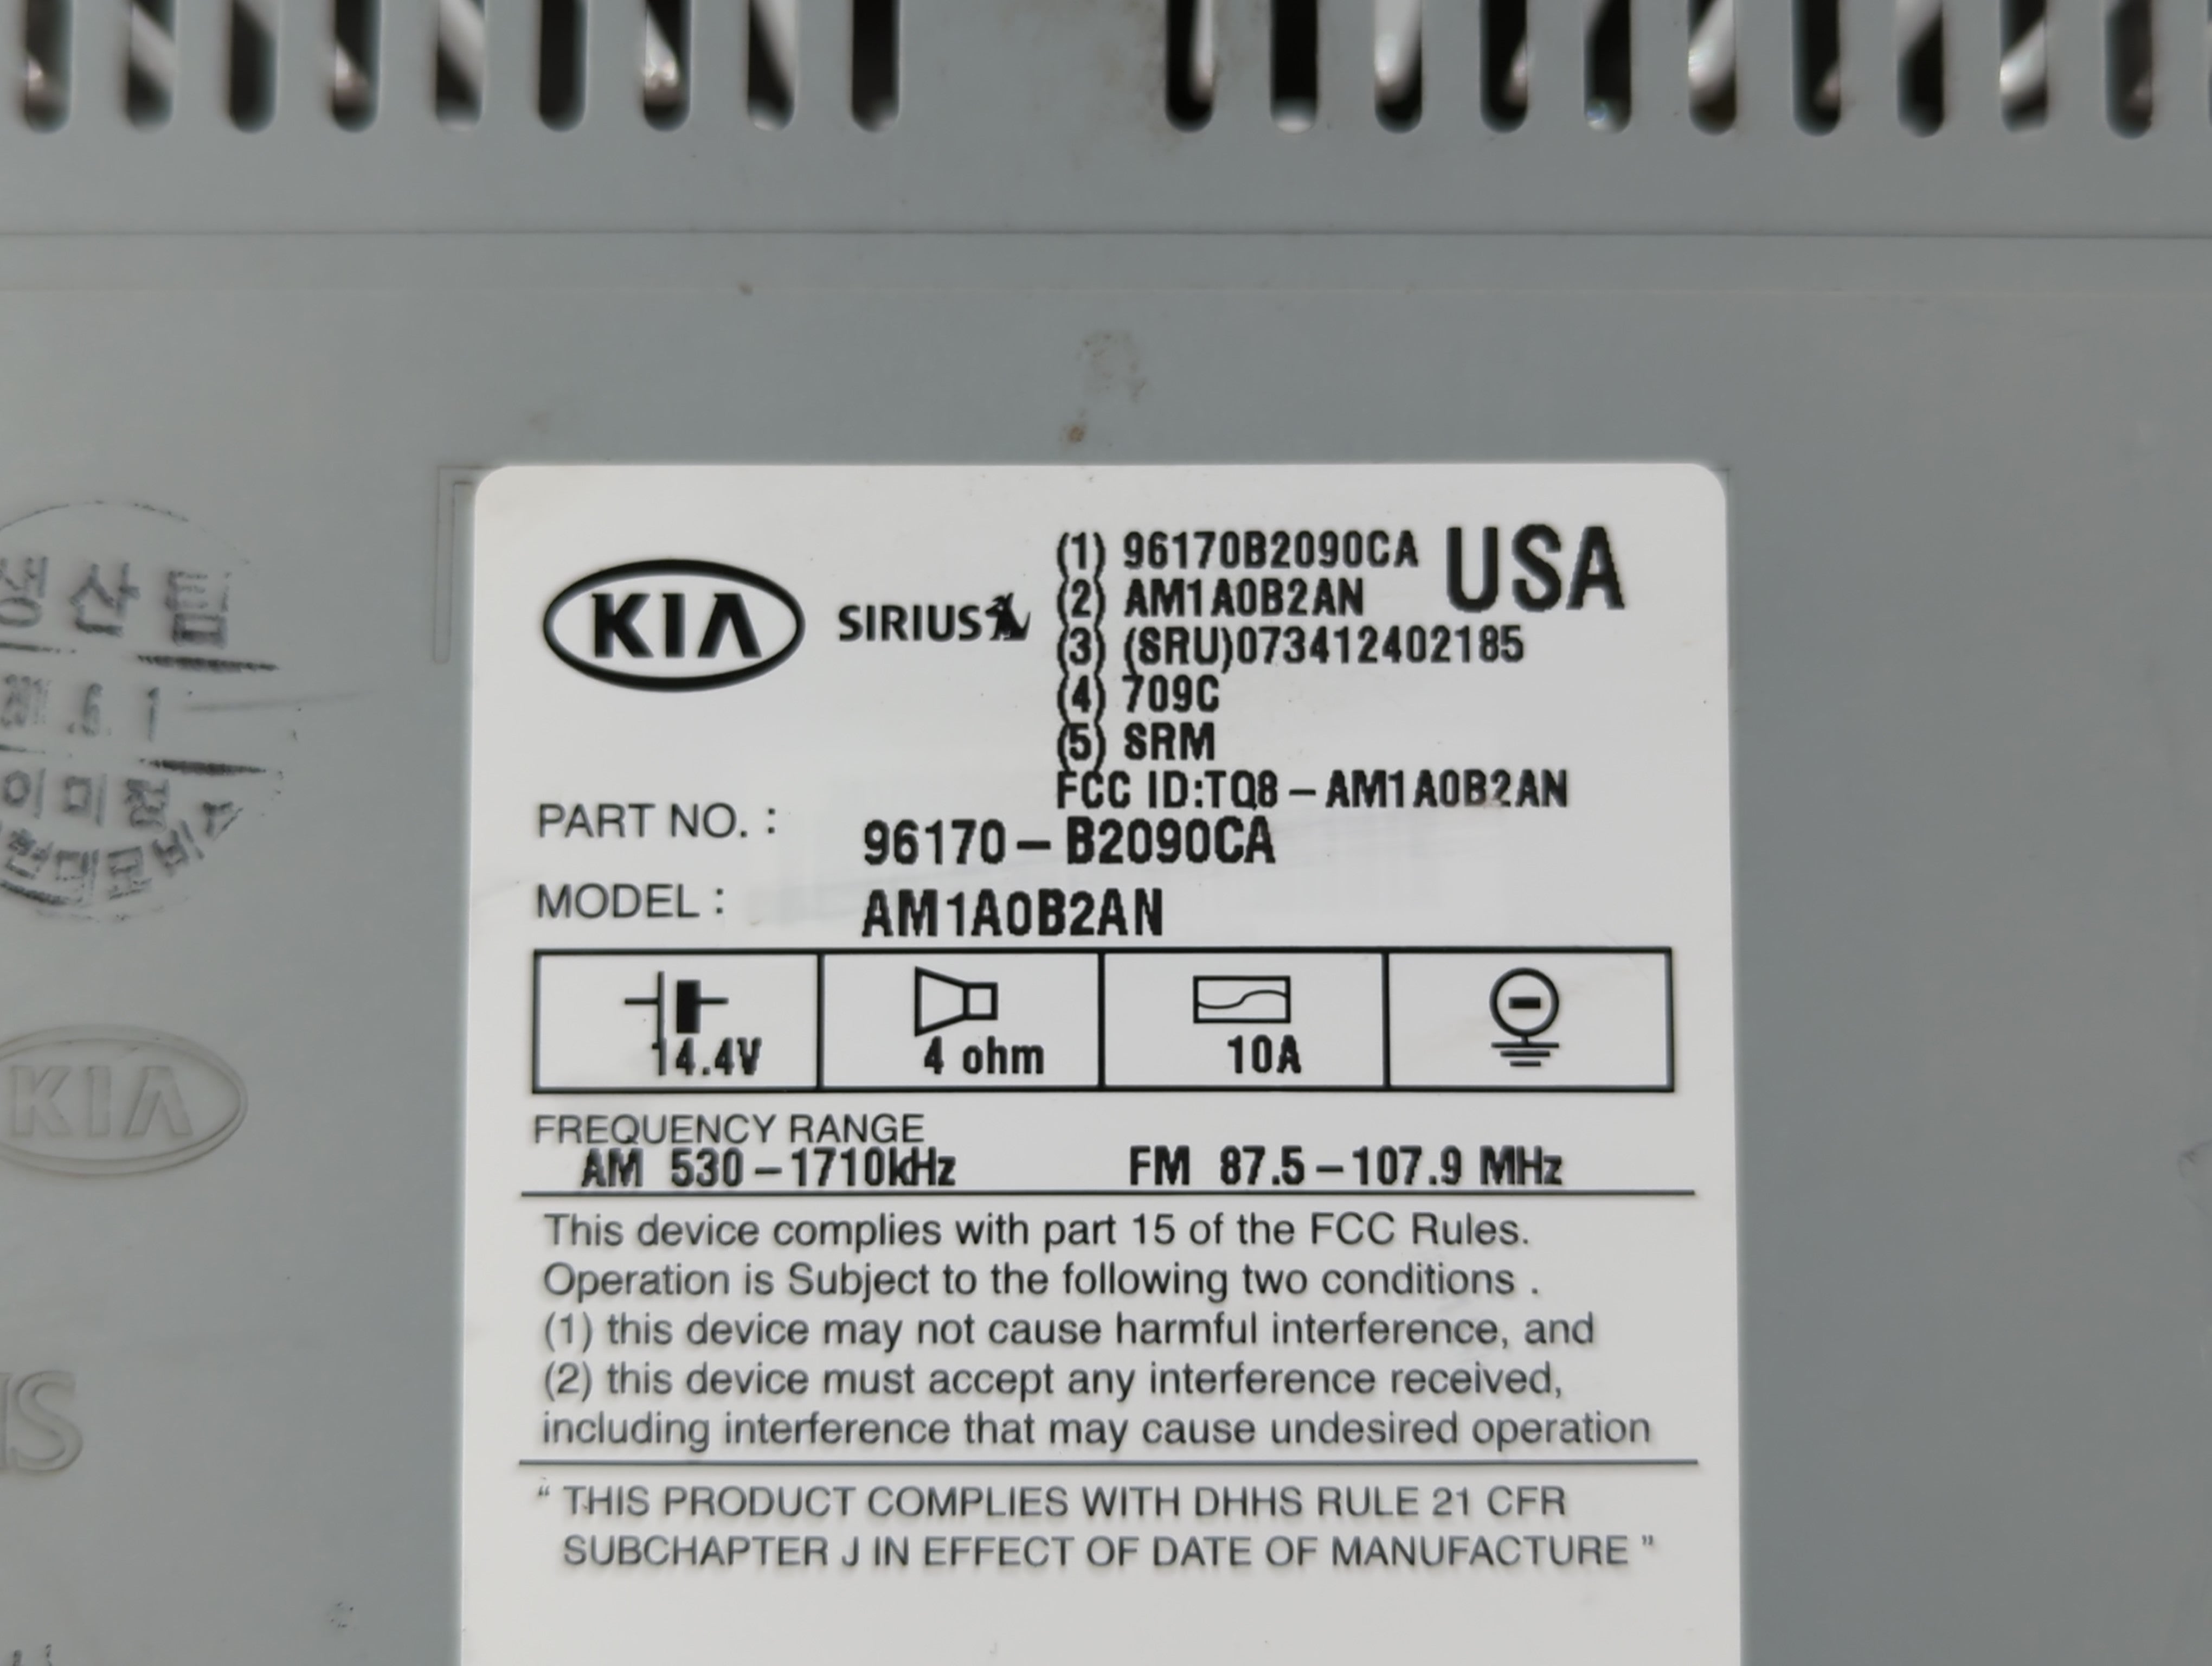 KIA
SIRIUS
(1) 96170B2090CA
USA
(2) AM1A0B2AN
(3) (SRU)073412402185
(4) 709C
(5) SRM
FCC ID:TQ8-AM1A0B2AN
PART NO. : 96170-B2090CA
MODEL : AM1A0B2AN
14.4V
4 ohm
10A
FREQUENCY RANGE
AM 530-1710kHz FM 87.5-107.9 MHz
This device complies with part 15 of the FCC Rules.
Operation is Subject to the following two conditions .
(1) this device may not cause harmful interference, and
(2) this device must accept any interference received,
including interference that may cause undesired operation
“ THIS PRODUCT COMPLIES WITH DHHS RULE 21 CFR
SUBCHAPTER J IN EFFECT OF DATE OF MANUFACTURE ”
생산팀
KIA